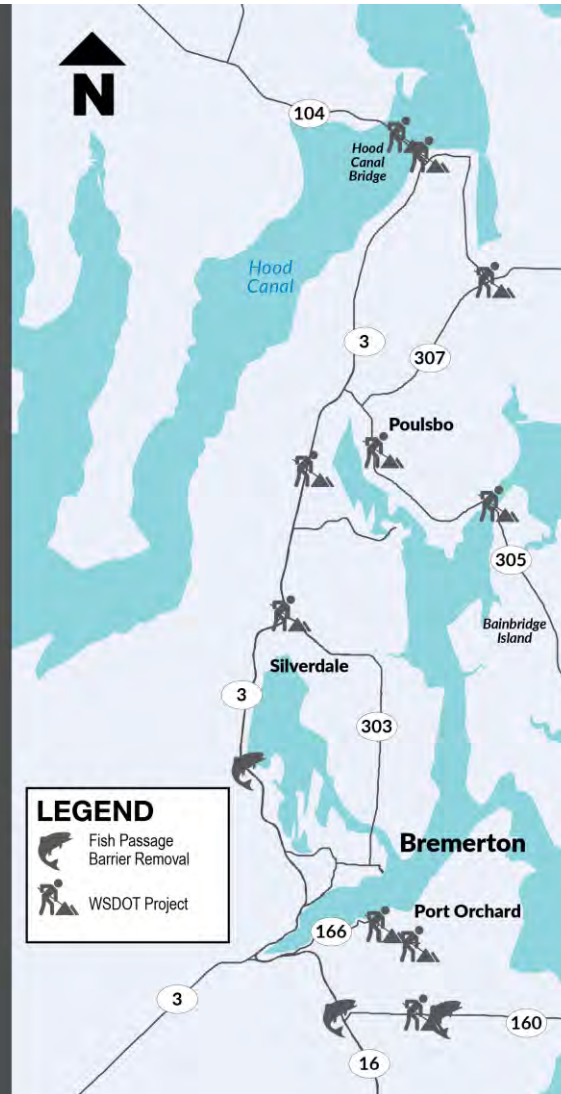 N
104
Hood
Canal
Bridge
Hood
Canal
3
307
Poulsbo
305
Bainbridge
Island
Silverdale
3
303
LEGEND
Fish Passage
Barrier Removal
WSDOT Project
Bremerton
Port Orchard
166
3
160
16